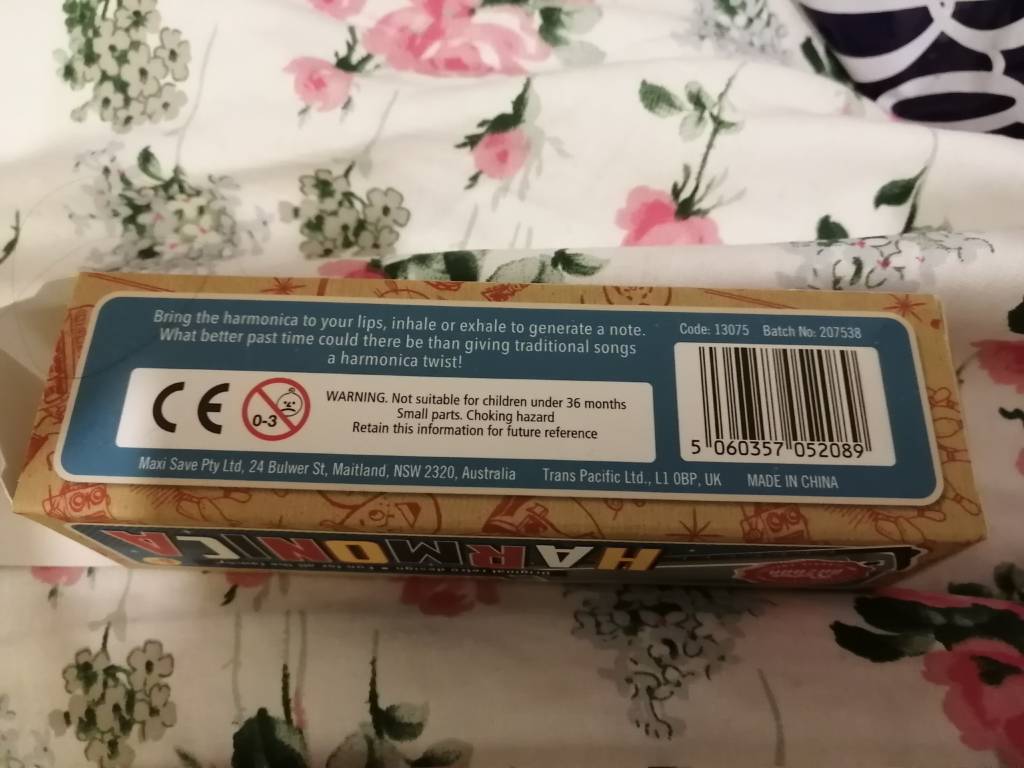 Bring the harmonica to your lips, inhale or exhale to generate a note.
What better past time could there be than giving traditional songs
a harmonica twist!
Code: 13075 Batch No: 207538
CE
0-3
WARNING. Not suitable for children under 36 months
Small parts. Choking hazard
Retain this information for future reference
5 060357 052089
Maxi Save Pty Ltd, 24 Bulwer St, Maitland, NSW 2320, Australia Trans Pacific Ltd., L1 0BP, UK MADE IN CHINA
HARMONICA